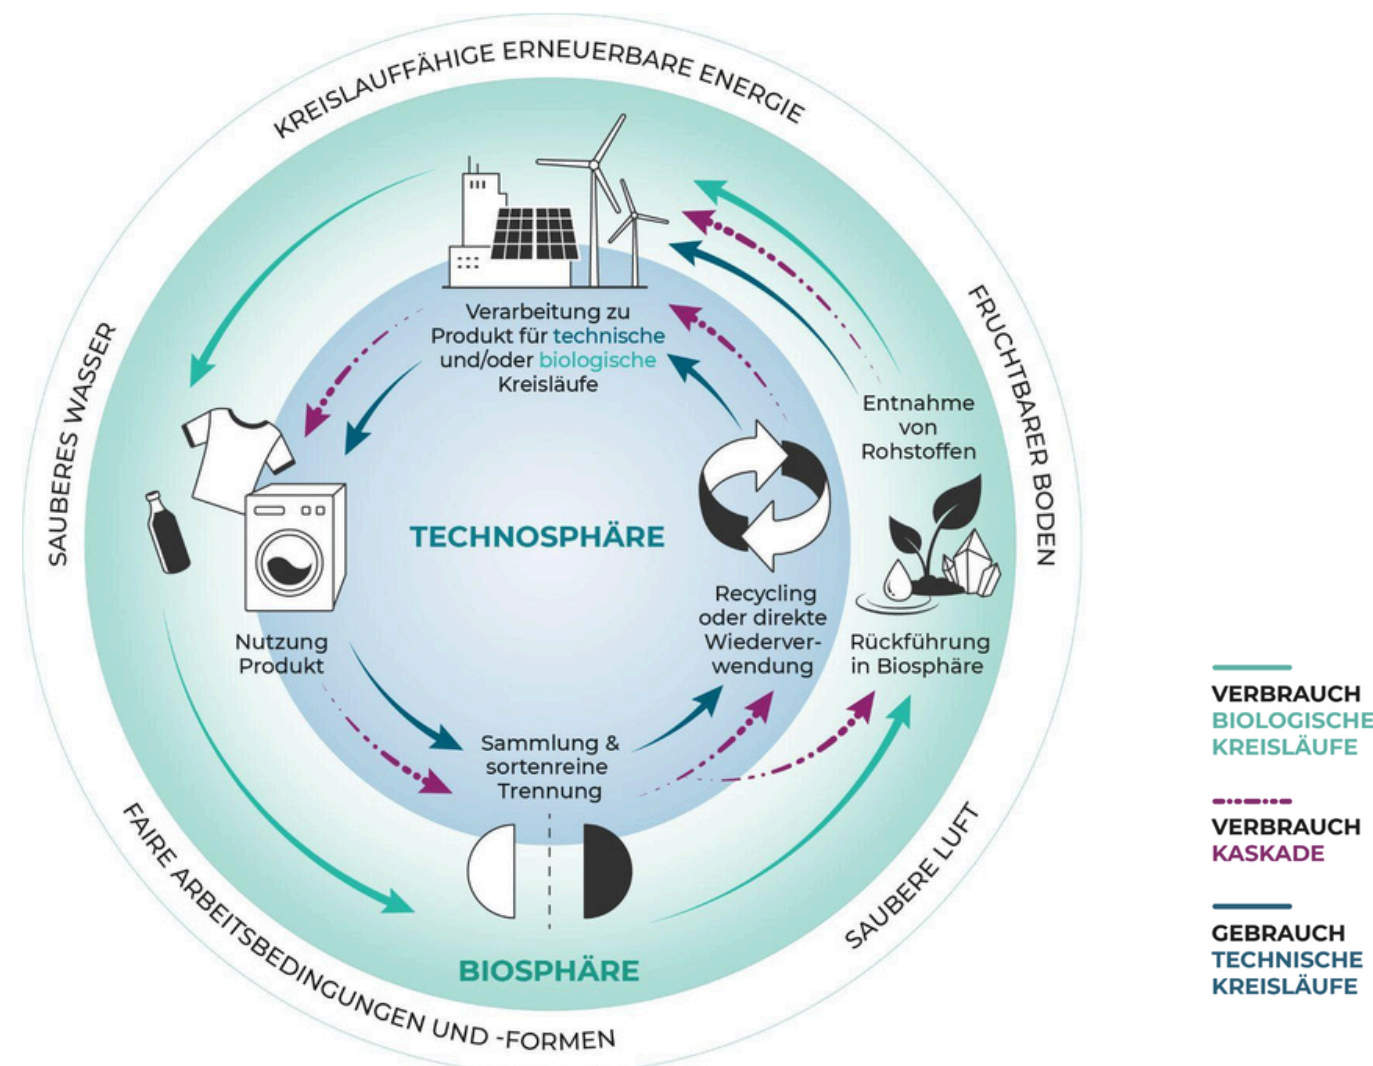 KREISLAUFFÄHIGE ERNEUERBARE ENERGIE
FRUCHTBARER BODEN
SAUBERE LUFT
FAIRE ARBEITSBEDINGUNGEN UND -FORMEN
SAUBERES WASSER
Verarbeitung zu
Produkt für technische
und/oder biologische
Kreisläufe
Entnahme
von
Rohstoffen
TECHNOSPHÄRE
Recycling
oder direkte
Wiederver-
wendung
Rückführung
in Biosphäre
Nutzung
Produkt
Sammlung &
sortenreine
Trennung
BIOSPHÄRE
VERBRAUCH
BIOLOGISCHE
KREISLÄUFE
VERBRAUCH
KASKADE
GEBRAUCH
TECHNISCHE
KREISLÄUFE